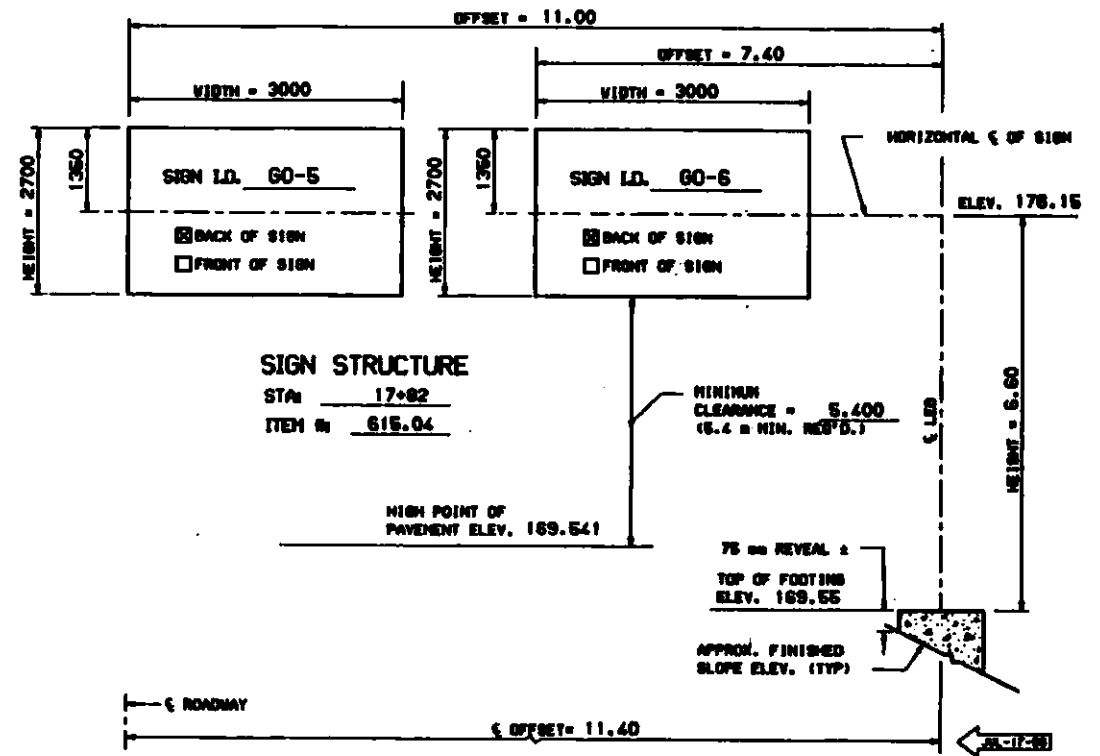 OFFSET = 11.00
OFFSET = 7.40
WIDTH = 3000
WIDTH = 3000
HORIZONTAL ℄ OF SIGN
ELEV. 176.15
HEIGHT = 2700
1350
SIGN I.D. GO-5
☒ BACK OF SIGN
☐ FRONT OF SIGN
HEIGHT = 2700
1350
SIGN I.D. GO-6
☒ BACK OF SIGN
☐ FRONT OF SIGN
SIGN STRUCTURE
STA: 17+82
ITEM #: 615.04
MINIMUM
CLEARANCE = 5.400
(5.4 m MIN. REQ'D.)
℄ LEG
HEIGHT = 6.60
HIGH POINT OF
PAVEMENT ELEV. 169.541
75 mm REVEAL ±
TOP OF FOOTING
ELEV. 169.55
APPROX. FINISHED
SLOPE ELEV. (TYP)
℄ ROADWAY
℄ OFFSET= 11.40